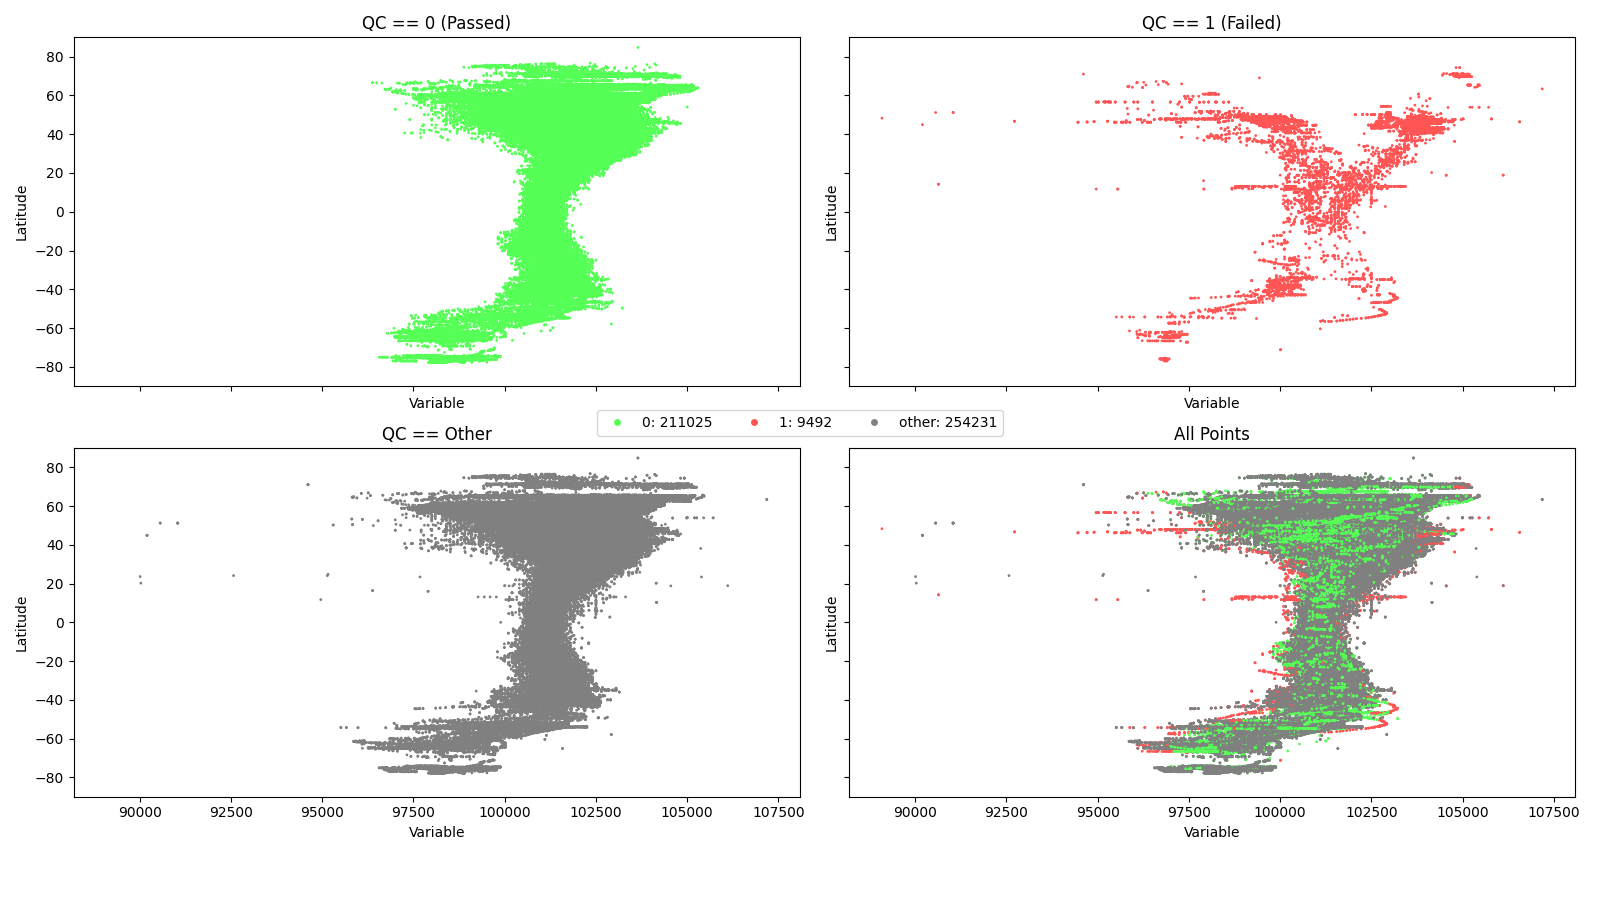 QC == 0 (Passed)
QC == 1 (Failed)
80
60
40
20
0
−20
−40
−60
−80
Latitude
Latitude
Variable
Variable
0: 211025 1: 9492 other: 254231
QC == Other
All Points
80
60
40
20
0
−20
−40
−60
−80
Latitude
Latitude
90000 92500 95000 97500 100000 102500 105000 107500
90000 92500 95000 97500 100000 102500 105000 107500
Variable
Variable